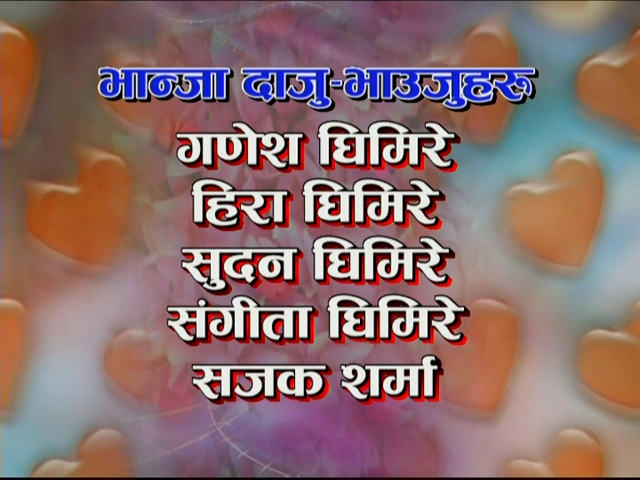 भान्जा दाजु-भाउजुहरू
गणेश घिमिरे
हिरा घिमिरे
सुदन घिमिरे
संगीता घिमिरे
सजक शर्मा